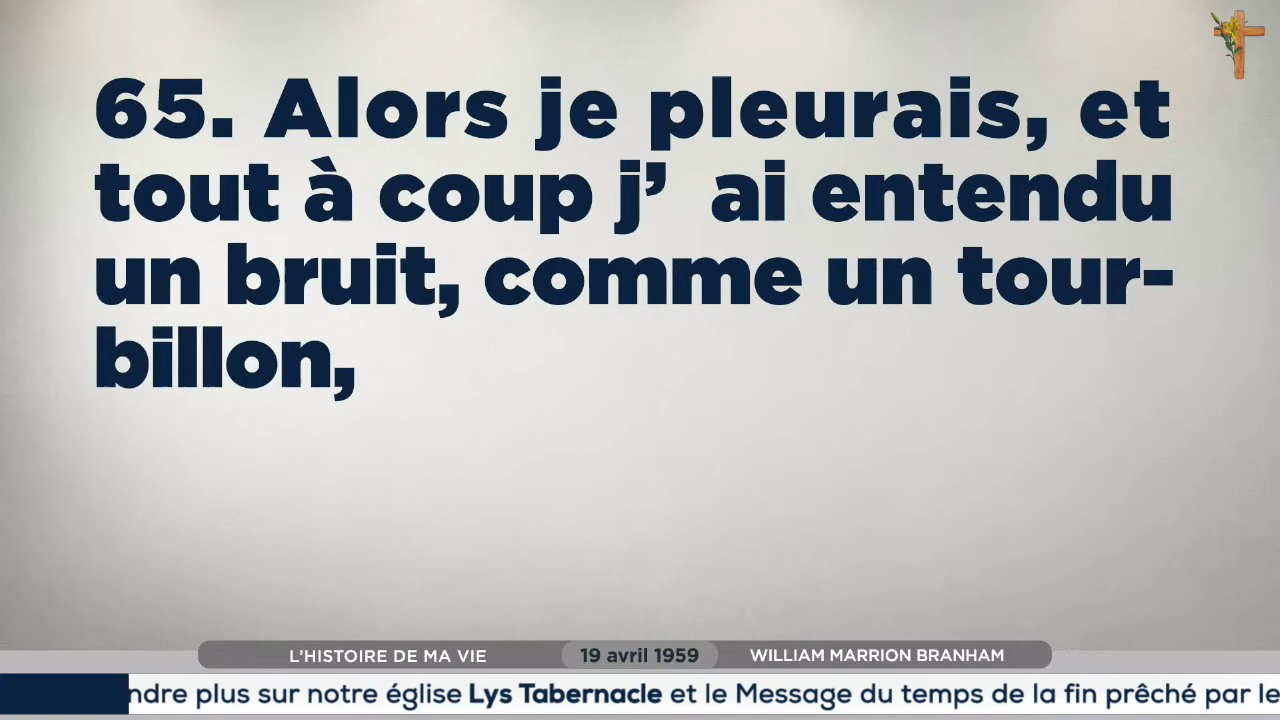 65. Alors je pleurais, et
tout à coup j’ ai entendu
un bruit, comme un tour-
billon,
L’HISTOIRE DE MA VIE 19 avril 1959 WILLIAM MARRION BRANHAM
ndre plus sur notre église Lys Tabernacle et le Message du temps de la fin prêché par le